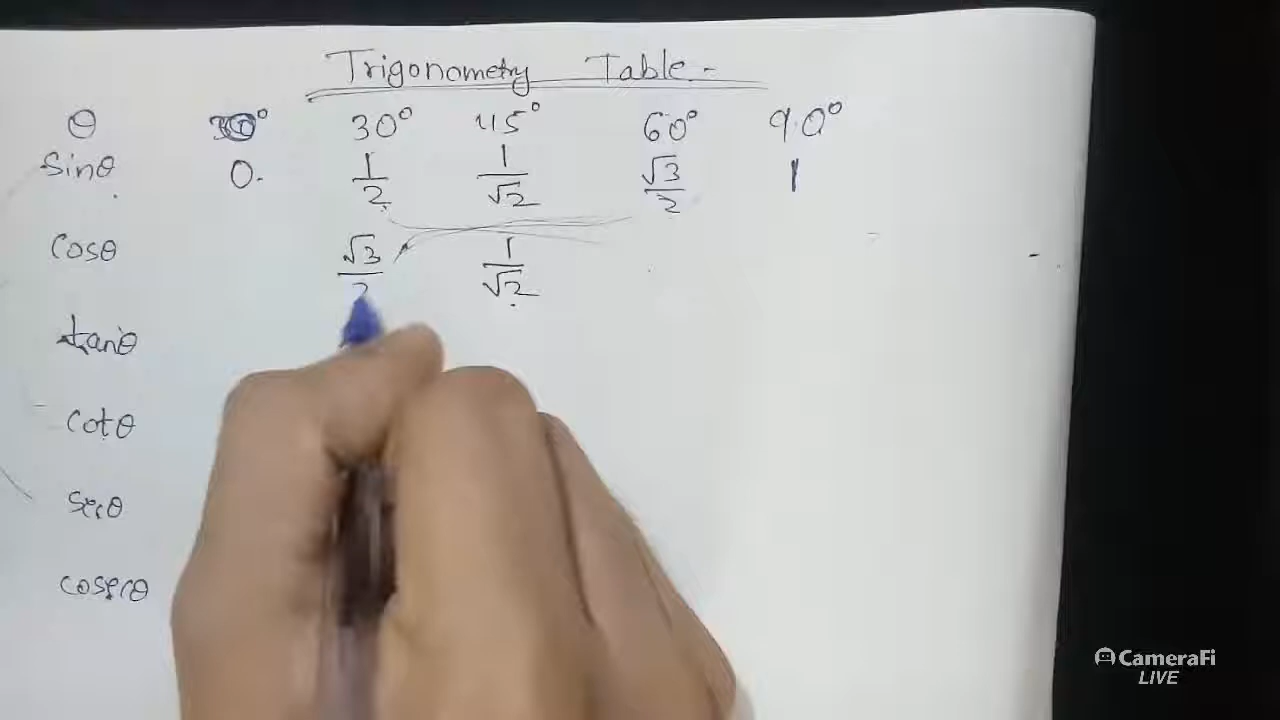 Trigonometry Table -
θ 0° 30° 45° 60° 90°
sinθ 0. 1/2 1/√2 √3/2 1
cosθ √3/2 1/√2
tanθ
cotθ
secθ
cosecθ
CameraFi
LIVE